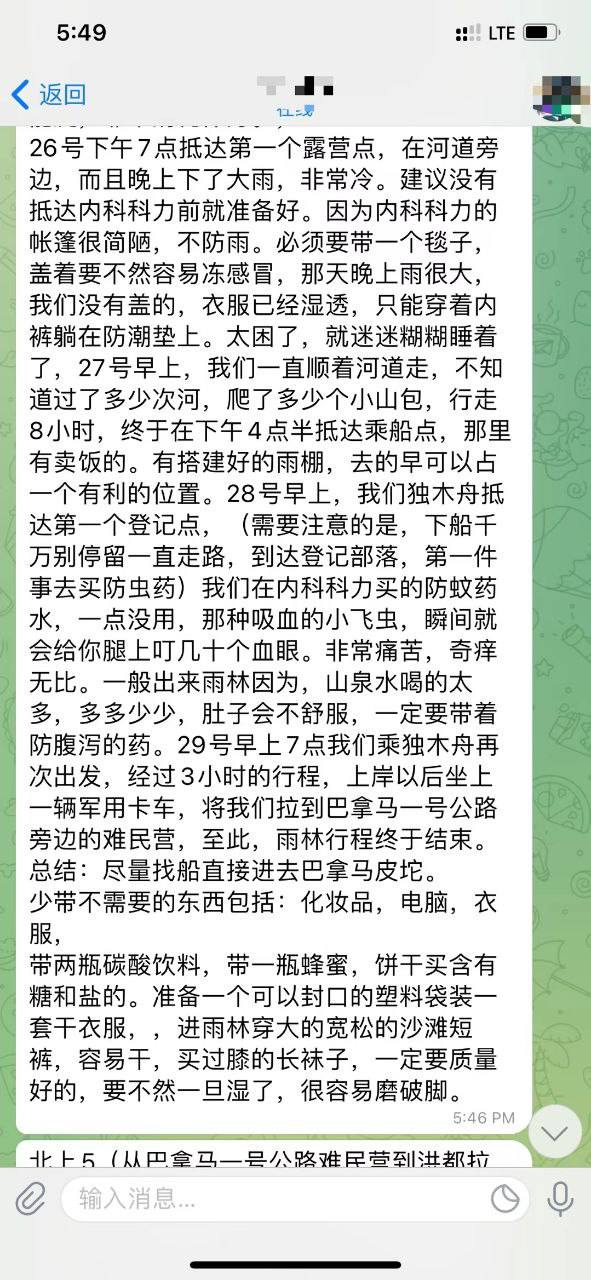 5:49
LTE
返回
在线
26号下午7点抵达第一个露营点，在河道旁
边，而且晚上下了大雨，非常冷。建议没有
抵达内科科力前就准备好。因为内科科力的
帐篷很简陋，不防雨。必须要带一个毯子，
盖着要不然容易冻感冒，那天晚上雨很大，
我们没有盖的，衣服已经湿透，只能穿着内
裤躺在防潮垫上。太困了，就迷迷糊糊睡着
了，27号早上，我们一直顺着河道走，不知
道过了多少次河，爬了多少个小山包，行走
8小时，终于在下午4点半抵达乘船点，那里
有卖饭的。有搭建好的雨棚，去的早可以占
一个有利的位置。28号早上，我们独木舟抵
达第一个登记点，（需要注意的是，下船千
万别停留一直走路，到达登记部落，第一件
事去买防虫药）我们在内科科力买的防蚊药
水，一点没用，那种吸血的小飞虫，瞬间就
会给你腿上叮几十个血眼。非常痛苦，奇痒
无比。一般出来雨林因为，山泉水喝的太
多，多多少少，肚子会不舒服，一定要带着
防腹泻的药。29号早上7点我们乘独木舟再
次出发，经过3小时的行程，上岸以后坐上
一辆军用卡车，将我们拉到巴拿马一号公路
旁边的难民营，至此，雨林行程终于结束。
总结：尽量找船直接进去巴拿马皮坨。
少带不需要的东西包括：化妆品，电脑，衣
服，
带两瓶碳酸饮料，带一瓶蜂蜜，饼干买含有
糖和盐的。准备一个可以封口的塑料袋装一
套干衣服，，进雨林穿大的宽松的沙滩短
裤，容易干，买过膝的长袜子，一定要质量
好的，要不然一旦湿了，很容易磨破脚。
5:46 PM
北上5（从巴拿马一号公路难民营到洪都拉
输入消息...